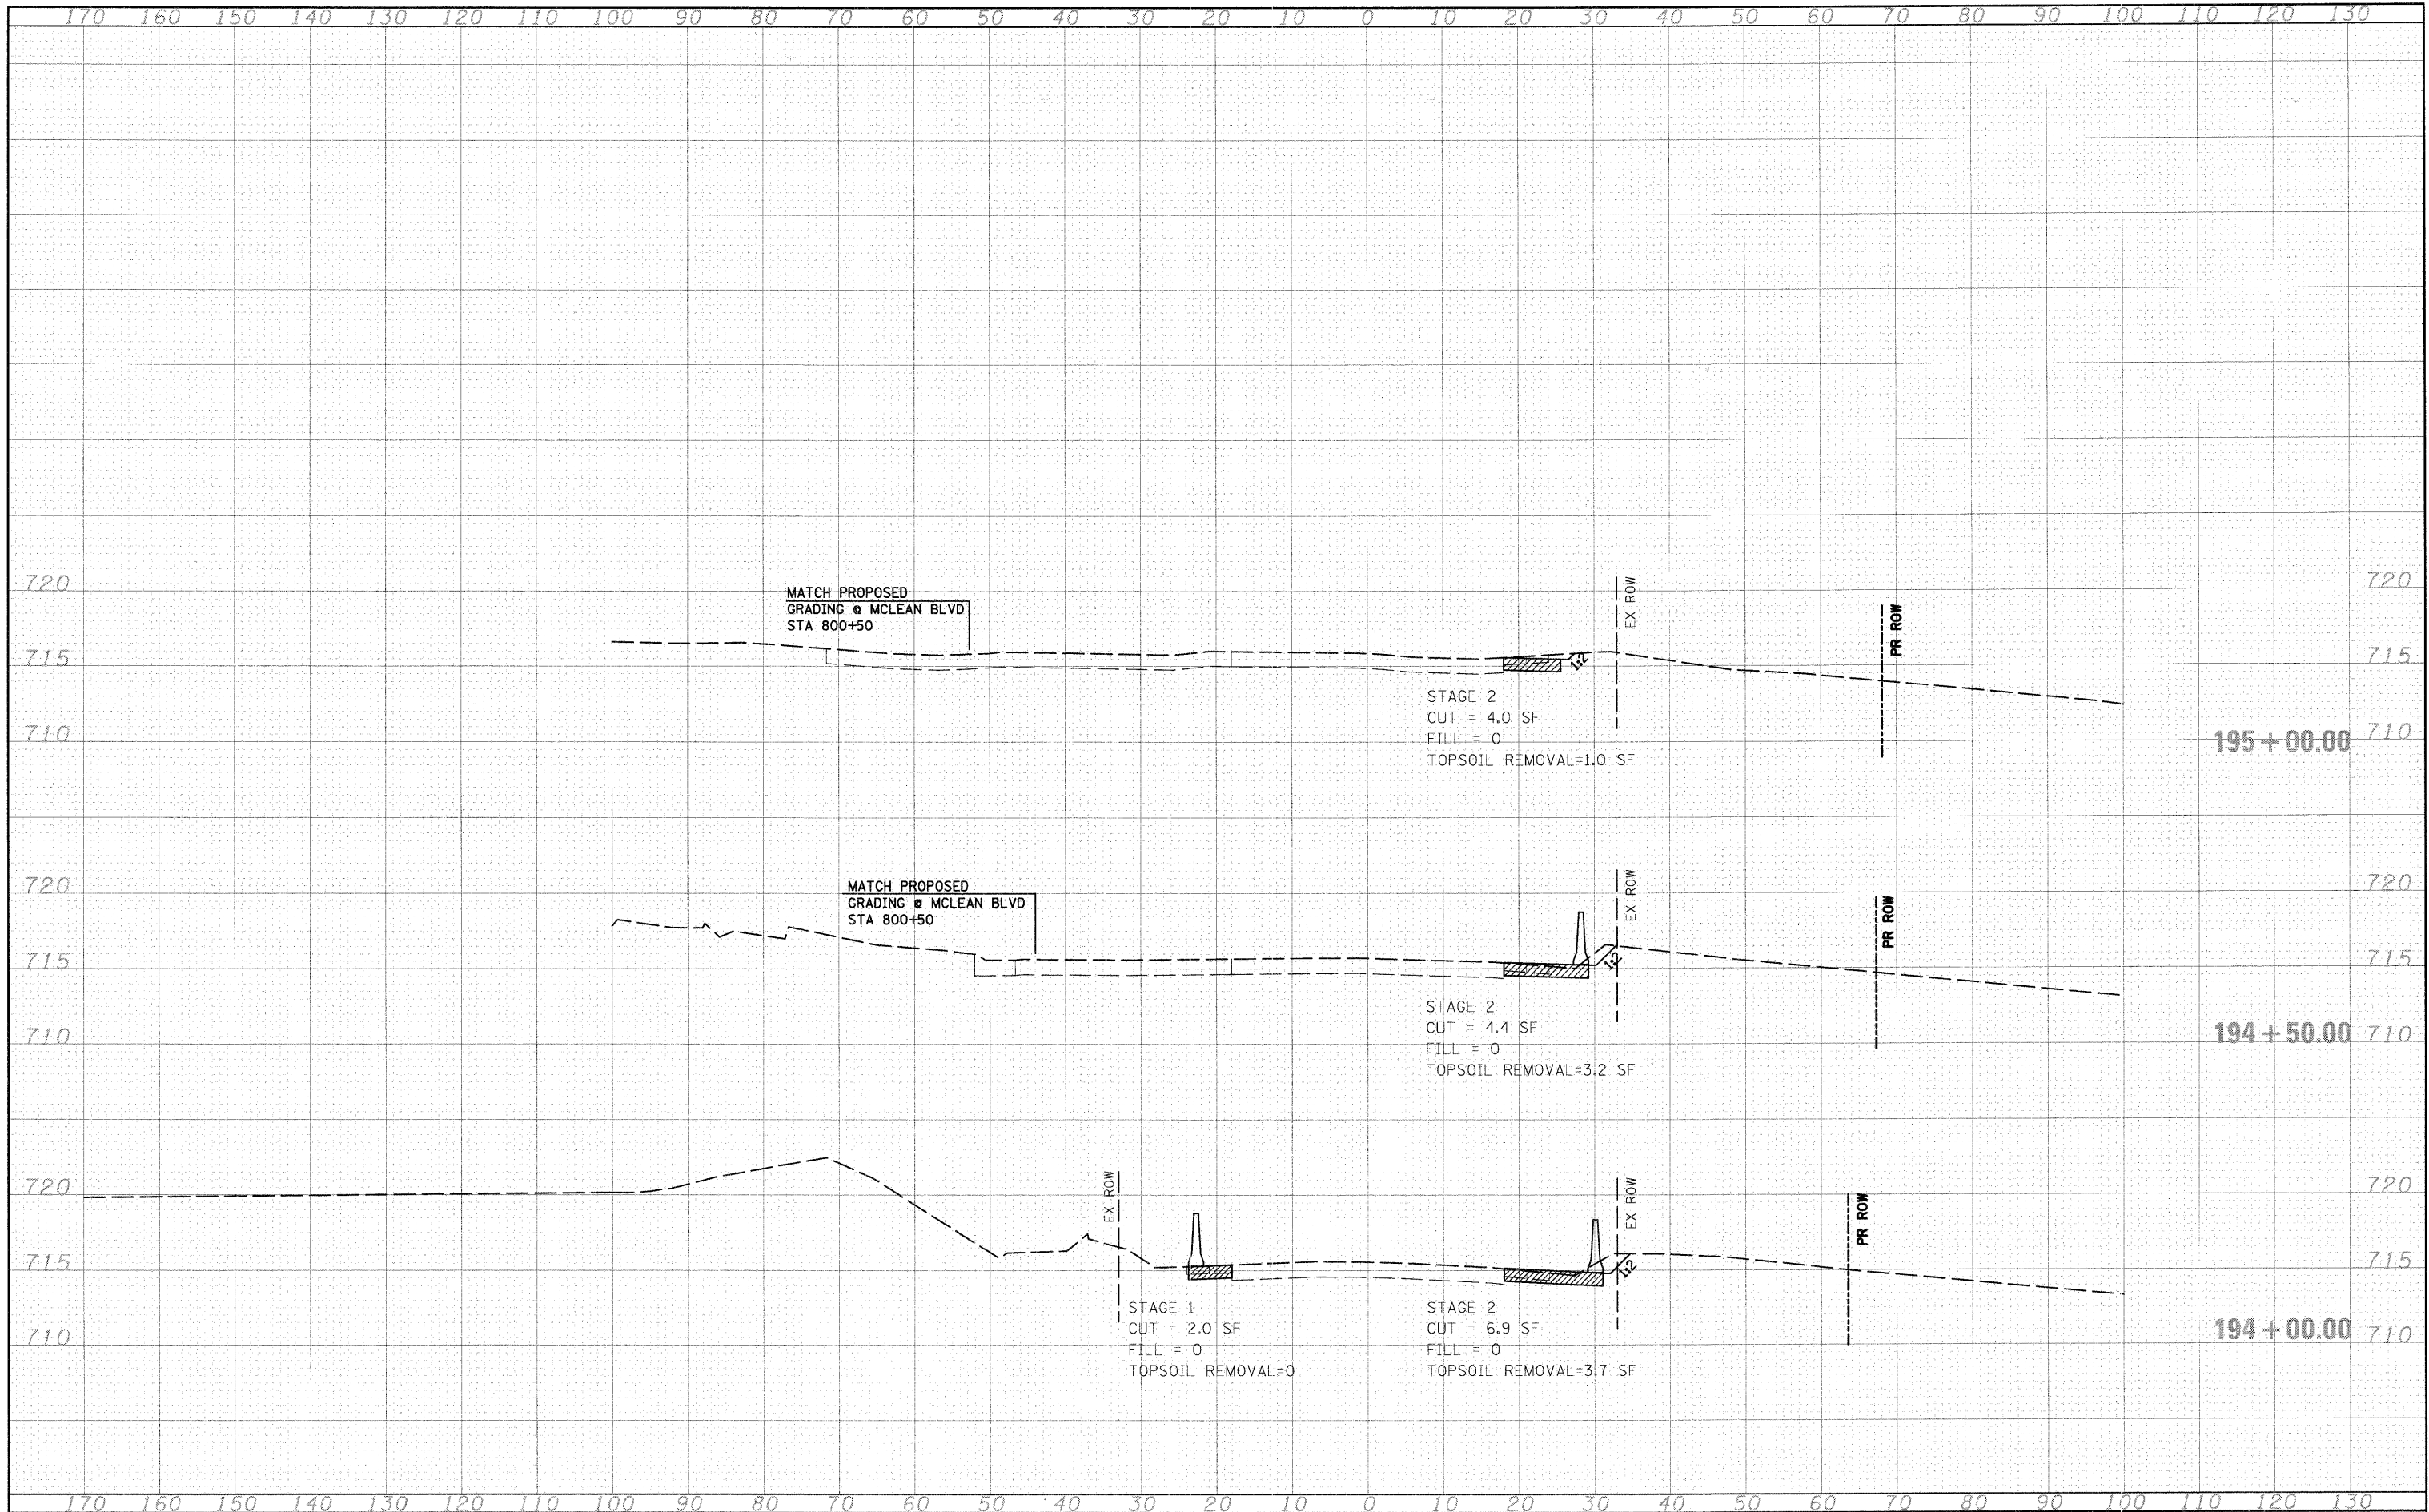 170 160 150 140 130 120 110 100 90 80 70 60 50 40 30 20 10 0 10 20 30 40 50 60 70 80 90 100 110 120 130
720
MATCH PROPOSED
GRADING @ MCLEAN BLVD
STA 800+50
EX ROW
PR ROW
720
715
1:2
715
STAGE 2
CUT = 4.0 SF
FILL = 0
TOPSOIL REMOVAL=1.0 SF
710
195+00.00
710
720
MATCH PROPOSED
GRADING @ MCLEAN BLVD
STA 800+50
EX ROW
PR ROW
720
715
1:2
715
STAGE 2
CUT = 4.4 SF
FILL = 0
TOPSOIL REMOVAL=3.2 SF
710
194+50.00
710
720
EX ROW
EX ROW
PR ROW
720
715
1:2
715
STAGE 1
CUT = 2.0 SF
FILL = 0
TOPSOIL REMOVAL=0
STAGE 2
CUT = 6.9 SF
FILL = 0
TOPSOIL REMOVAL=3.7 SF
710
194+00.00
710
170 160 150 140 130 120 110 100 90 80 70 60 50 40 30 20 10 0 10 20 30 40 50 60 70 80 90 100 110 120 130